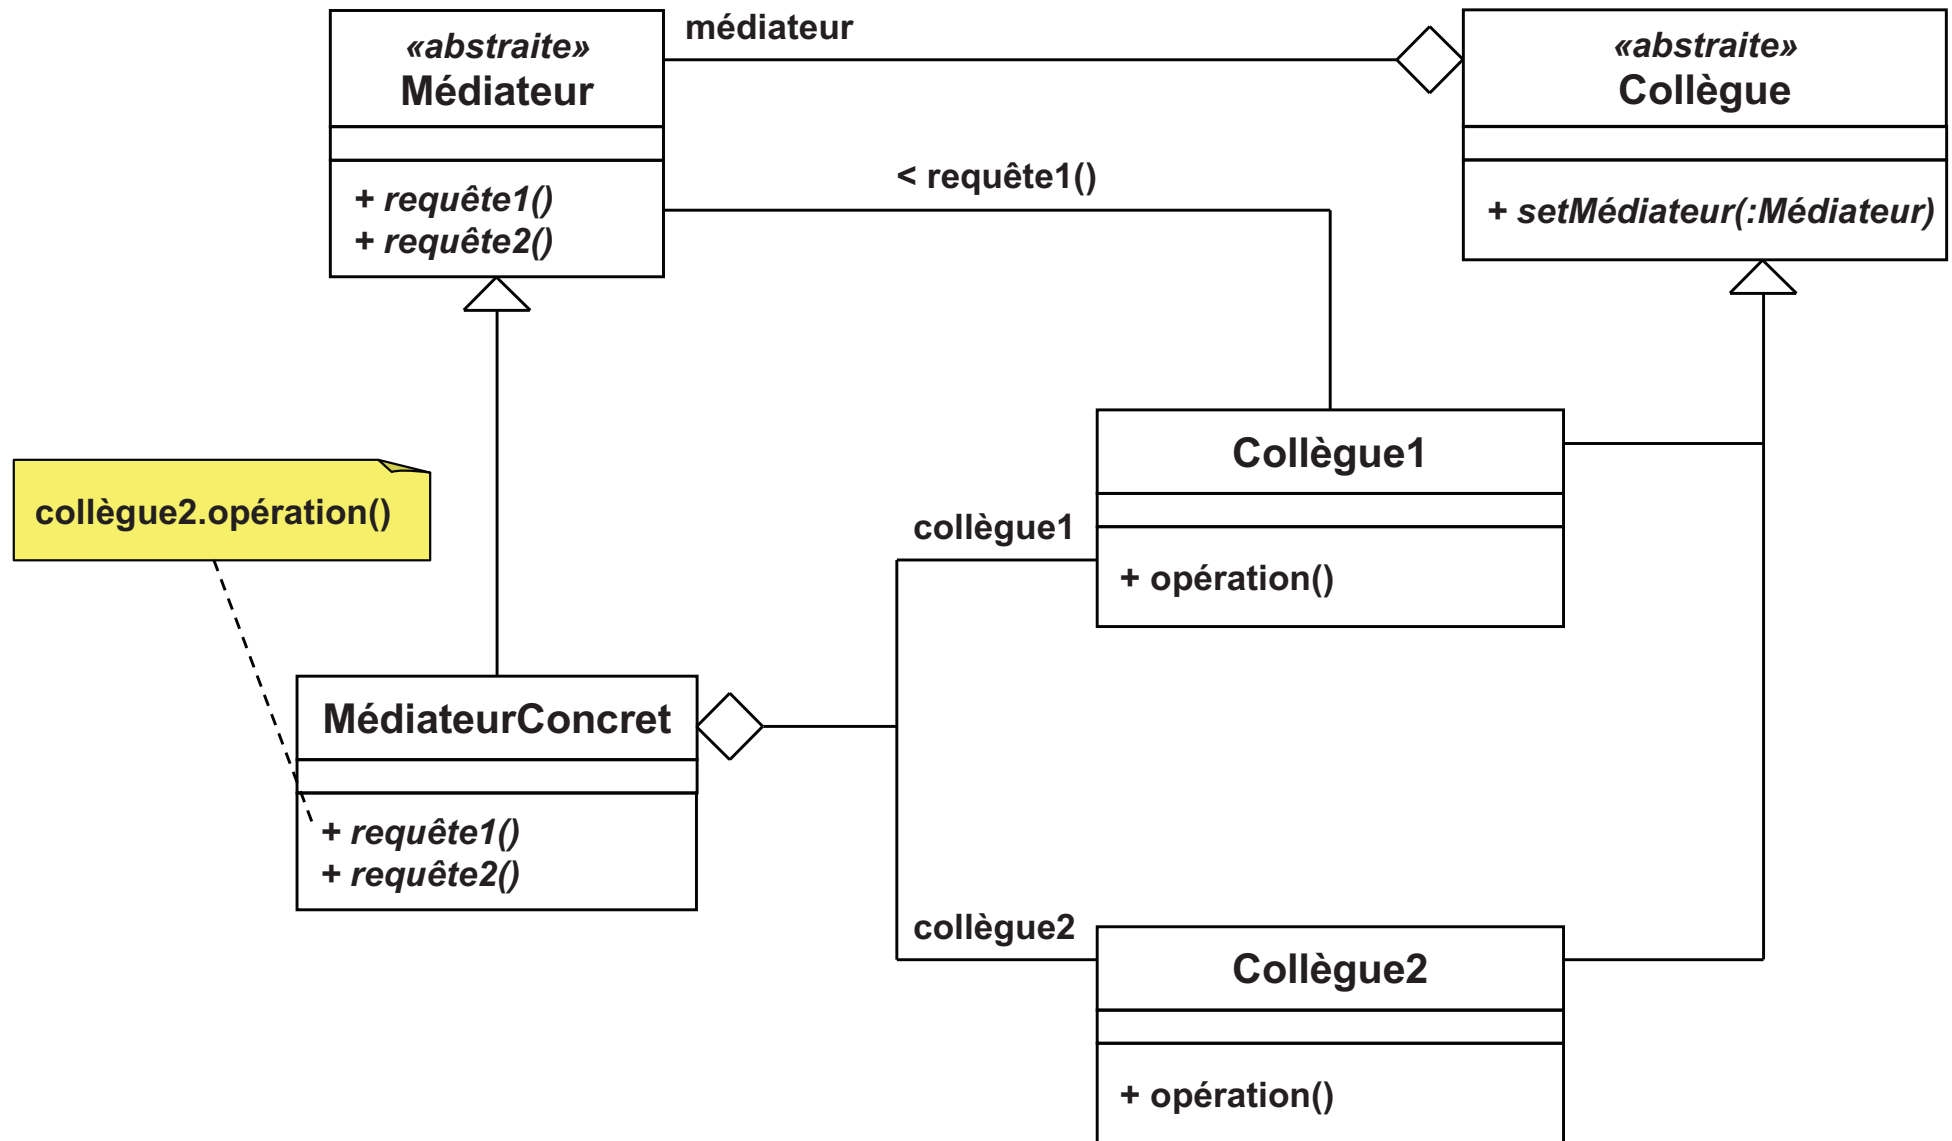 «abstraite»
Médiateur
+ requête1()
+ requête2()
médiateur
< requête1()
«abstraite»
Collègue
+ setMédiateur(:Médiateur)
collègue2.opération()
MédiateurConcret
+ requête1()
+ requête2()
collègue1
Collègue1
+ opération()
collègue2
Collègue2
+ opération()